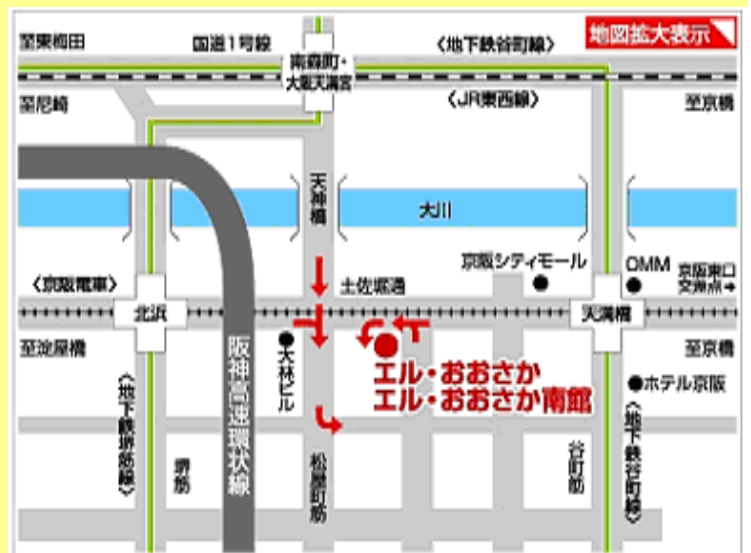 地図拡大表示
至東梅田
国道1号線
〈地下鉄谷町線〉
南森町・
大阪天満宮
至尼崎
〈JR東西線〉
至京橋
天神橋
大川
京阪シティモール
OMM
京阪東口
交差点→
〈京阪電車〉
土佐堀通
北浜
天満橋
至淀屋橋
大林ビル
阪神高速環状線
至京橋
エル・おおさか
エル・おおさか南館
ホテル京阪
〈地下鉄堺筋線〉
堺筋
松屋町筋
谷町筋
〈地下鉄谷町線〉